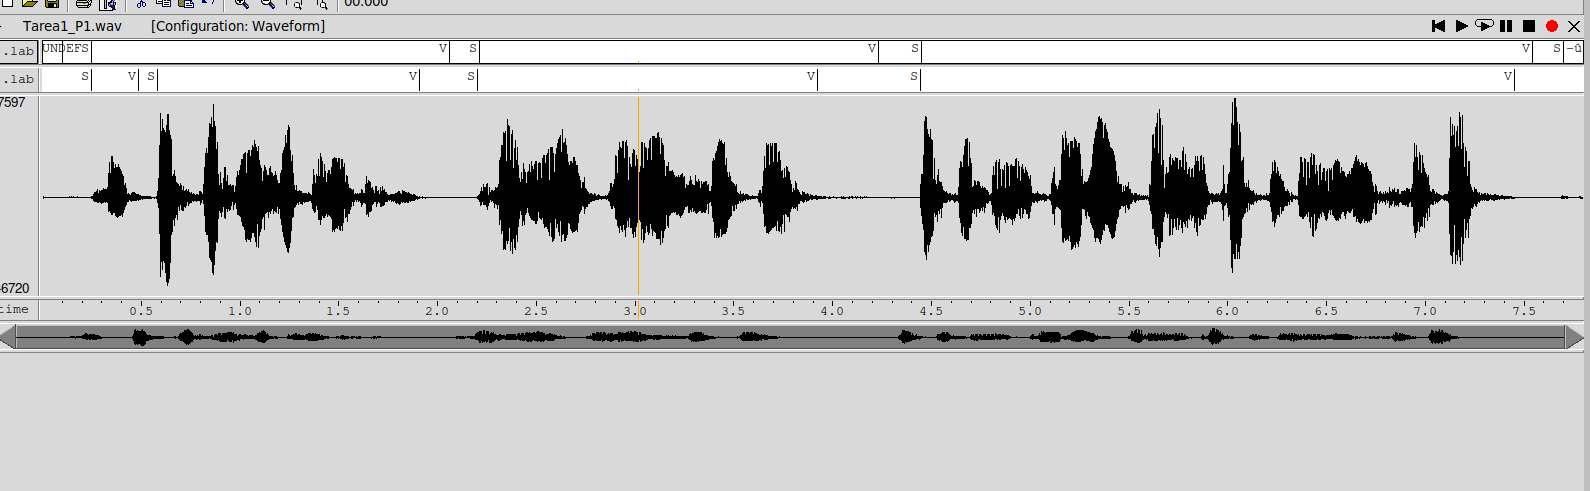 00.000
Tarea1_P1.wav [Configuration: Waveform]
.lab UNDEFS V S V S V S
.lab S V S V S V S V
7597
6720
time 0.5 1.0 1.5 2.0 2.5 3.0 3.5 4.0 4.5 5.0 5.5 6.0 6.5 7.0 7.5